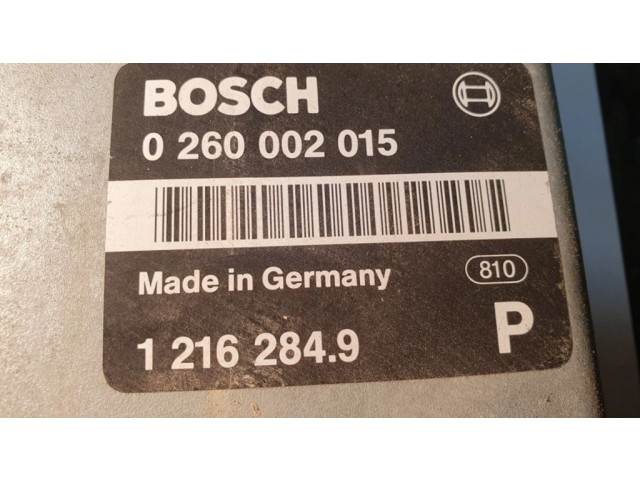 BOSCH
0 260 002 015
Made in Germany 810
1 216 284.9 P